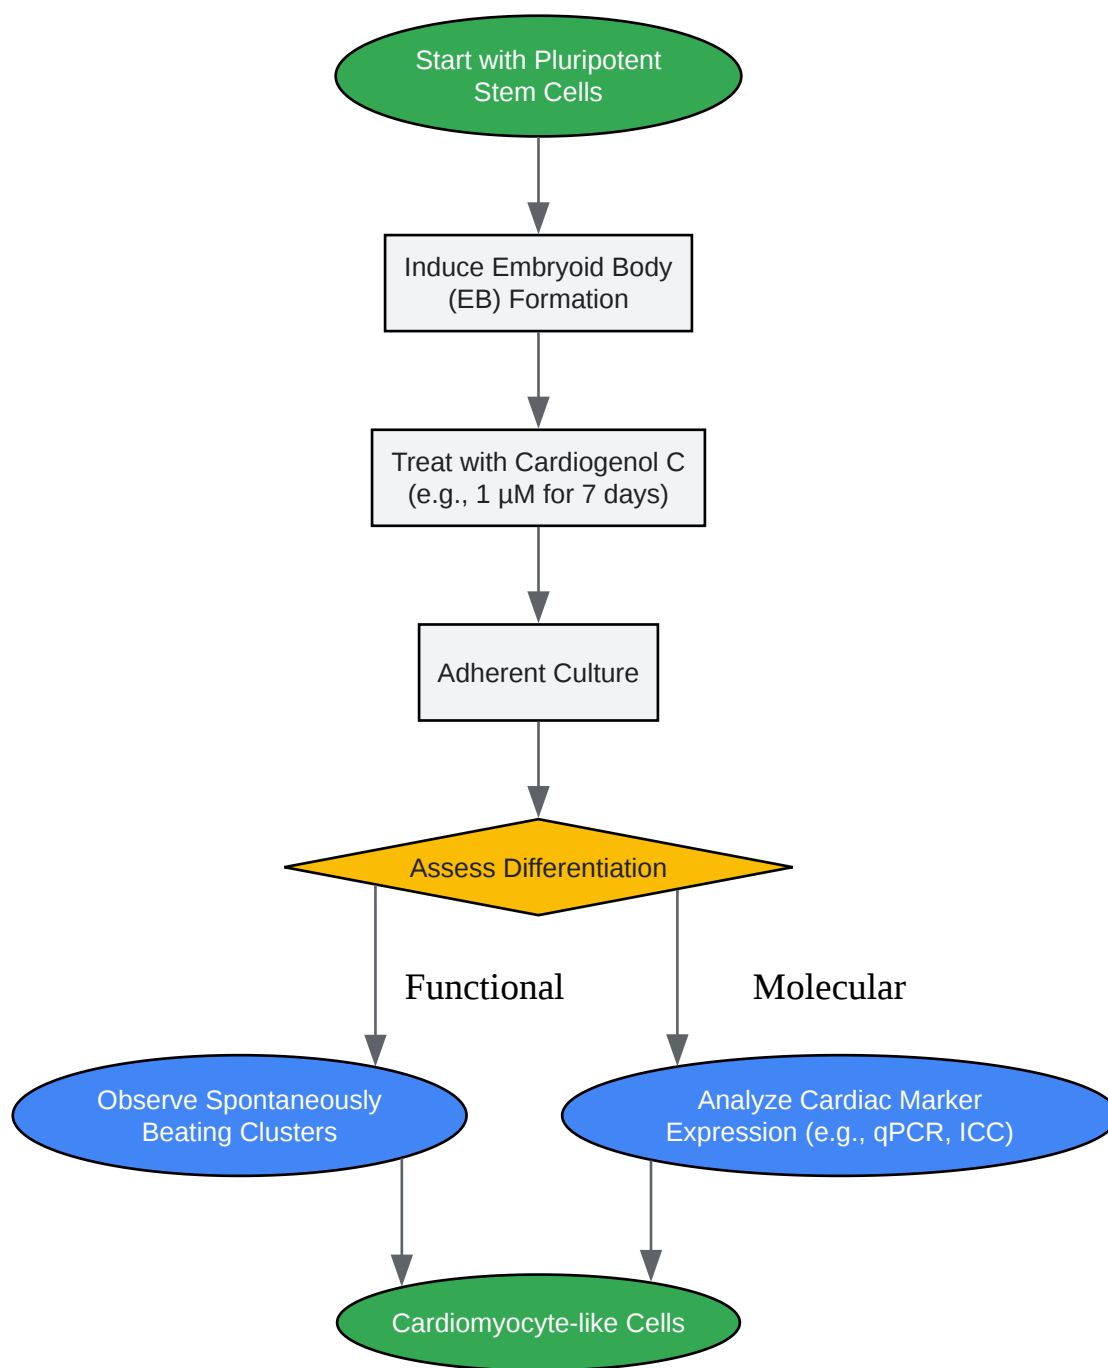 Start with Pluripotent
Stem Cells
Induce Embryoid Body
(EB) Formation
Treat with Cardiogenol C
(e.g., 1 µM for 7 days)
Adherent Culture
Assess Differentiation
Functional
Molecular
Observe Spontaneously
Beating Clusters
Analyze Cardiac Marker
Expression (e.g., qPCR, ICC)
Cardiomyocyte-like Cells